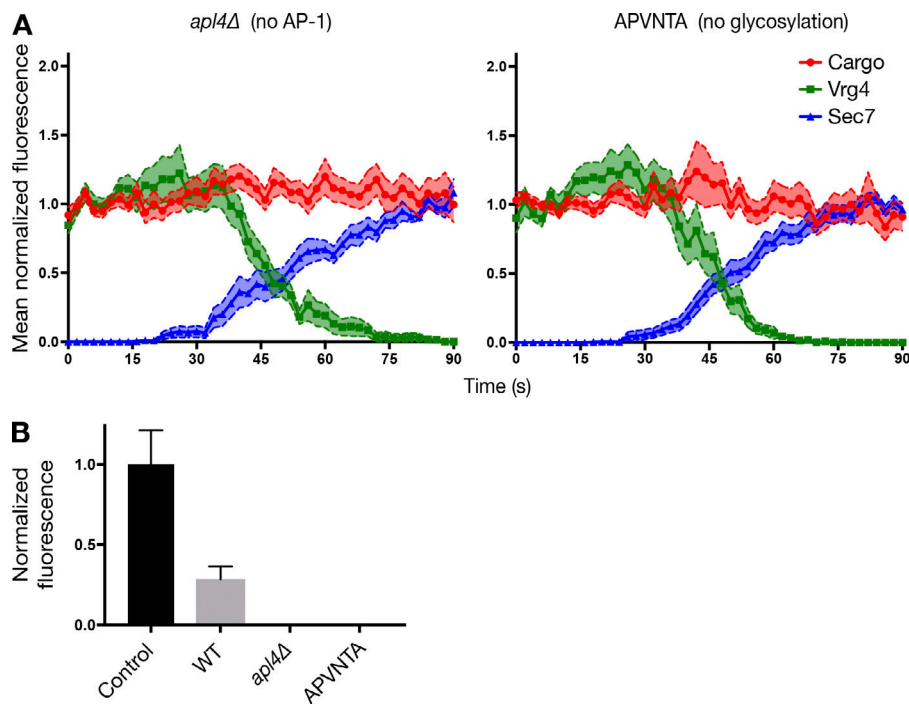 A
apl4Δ (no AP-1)
APVNTA (no glycosylation)
Mean normalized fluorescence
2.0
1.5
1.0
0.5
0.0
0 15 30 45 60 75 90
2.0
1.5
1.0
0.5
0.0
0 15 30 45 60 75 90
Cargo
Vrg4
Sec7
Time (s)
B
Normalized
fluorescence
1.0
0.5
0.0
Control
WT
apl4Δ
APVNTA